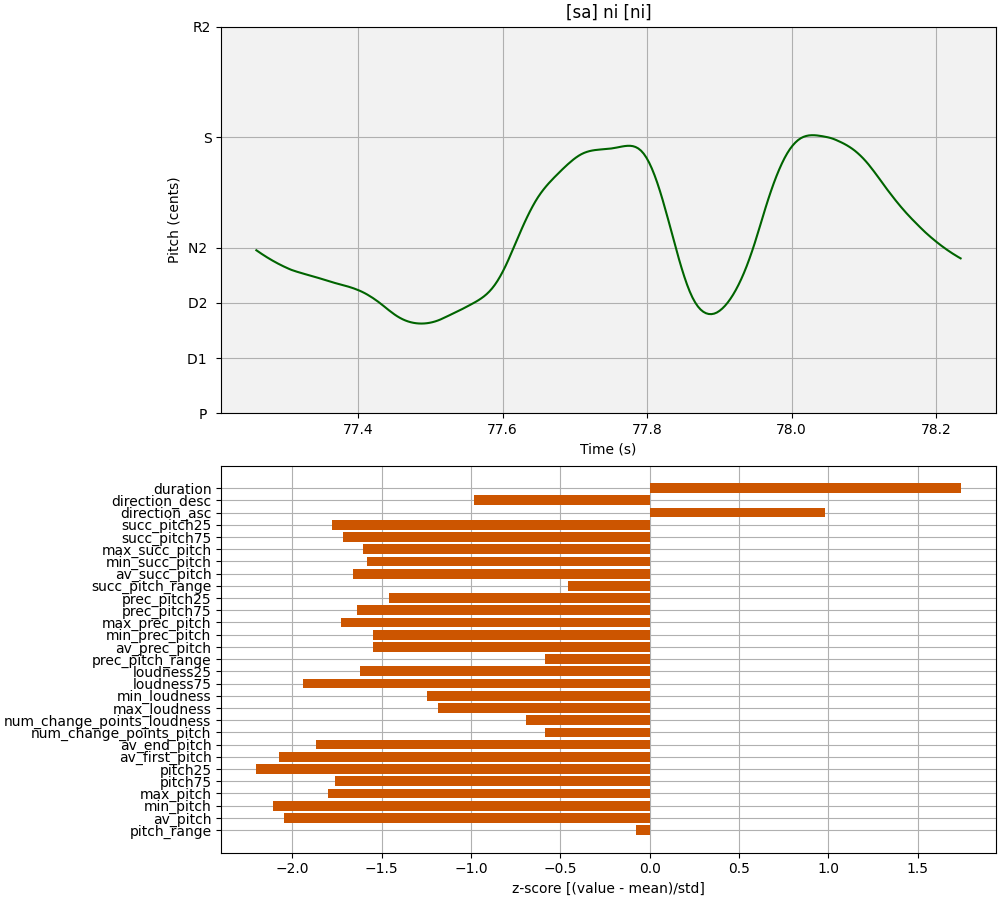 [sa] ni [ni]
R2
S
N2
D2
D1
P
Pitch (cents)
77.4 77.6 77.8 78.0 78.2
Time (s)
duration
direction_desc
direction_asc
succ_pitch25
succ_pitch75
max_succ_pitch
min_succ_pitch
av_succ_pitch
succ_pitch_range
prec_pitch25
prec_pitch75
max_prec_pitch
min_prec_pitch
av_prec_pitch
prec_pitch_range
loudness25
loudness75
min_loudness
max_loudness
num_change_points_loudness
num_change_points_pitch
av_end_pitch
av_first_pitch
pitch25
pitch75
max_pitch
min_pitch
av_pitch
pitch_range
−2.0 −1.5 −1.0 −0.5 0.0 0.5 1.0 1.5
z-score [(value - mean)/std]